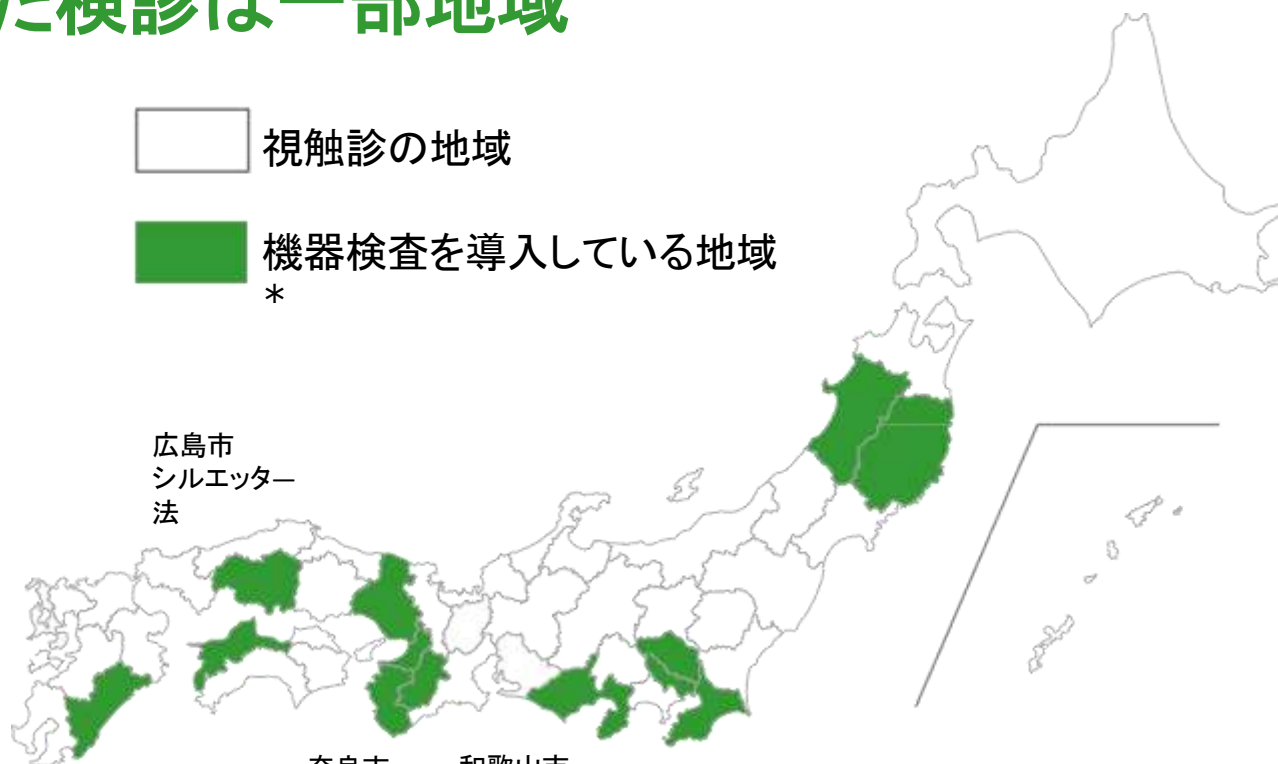 た検診は一部地域
視触診の地域
機器検査を導入している地域
＊
広島市
シルエッター
法
奈良市 和歌山市